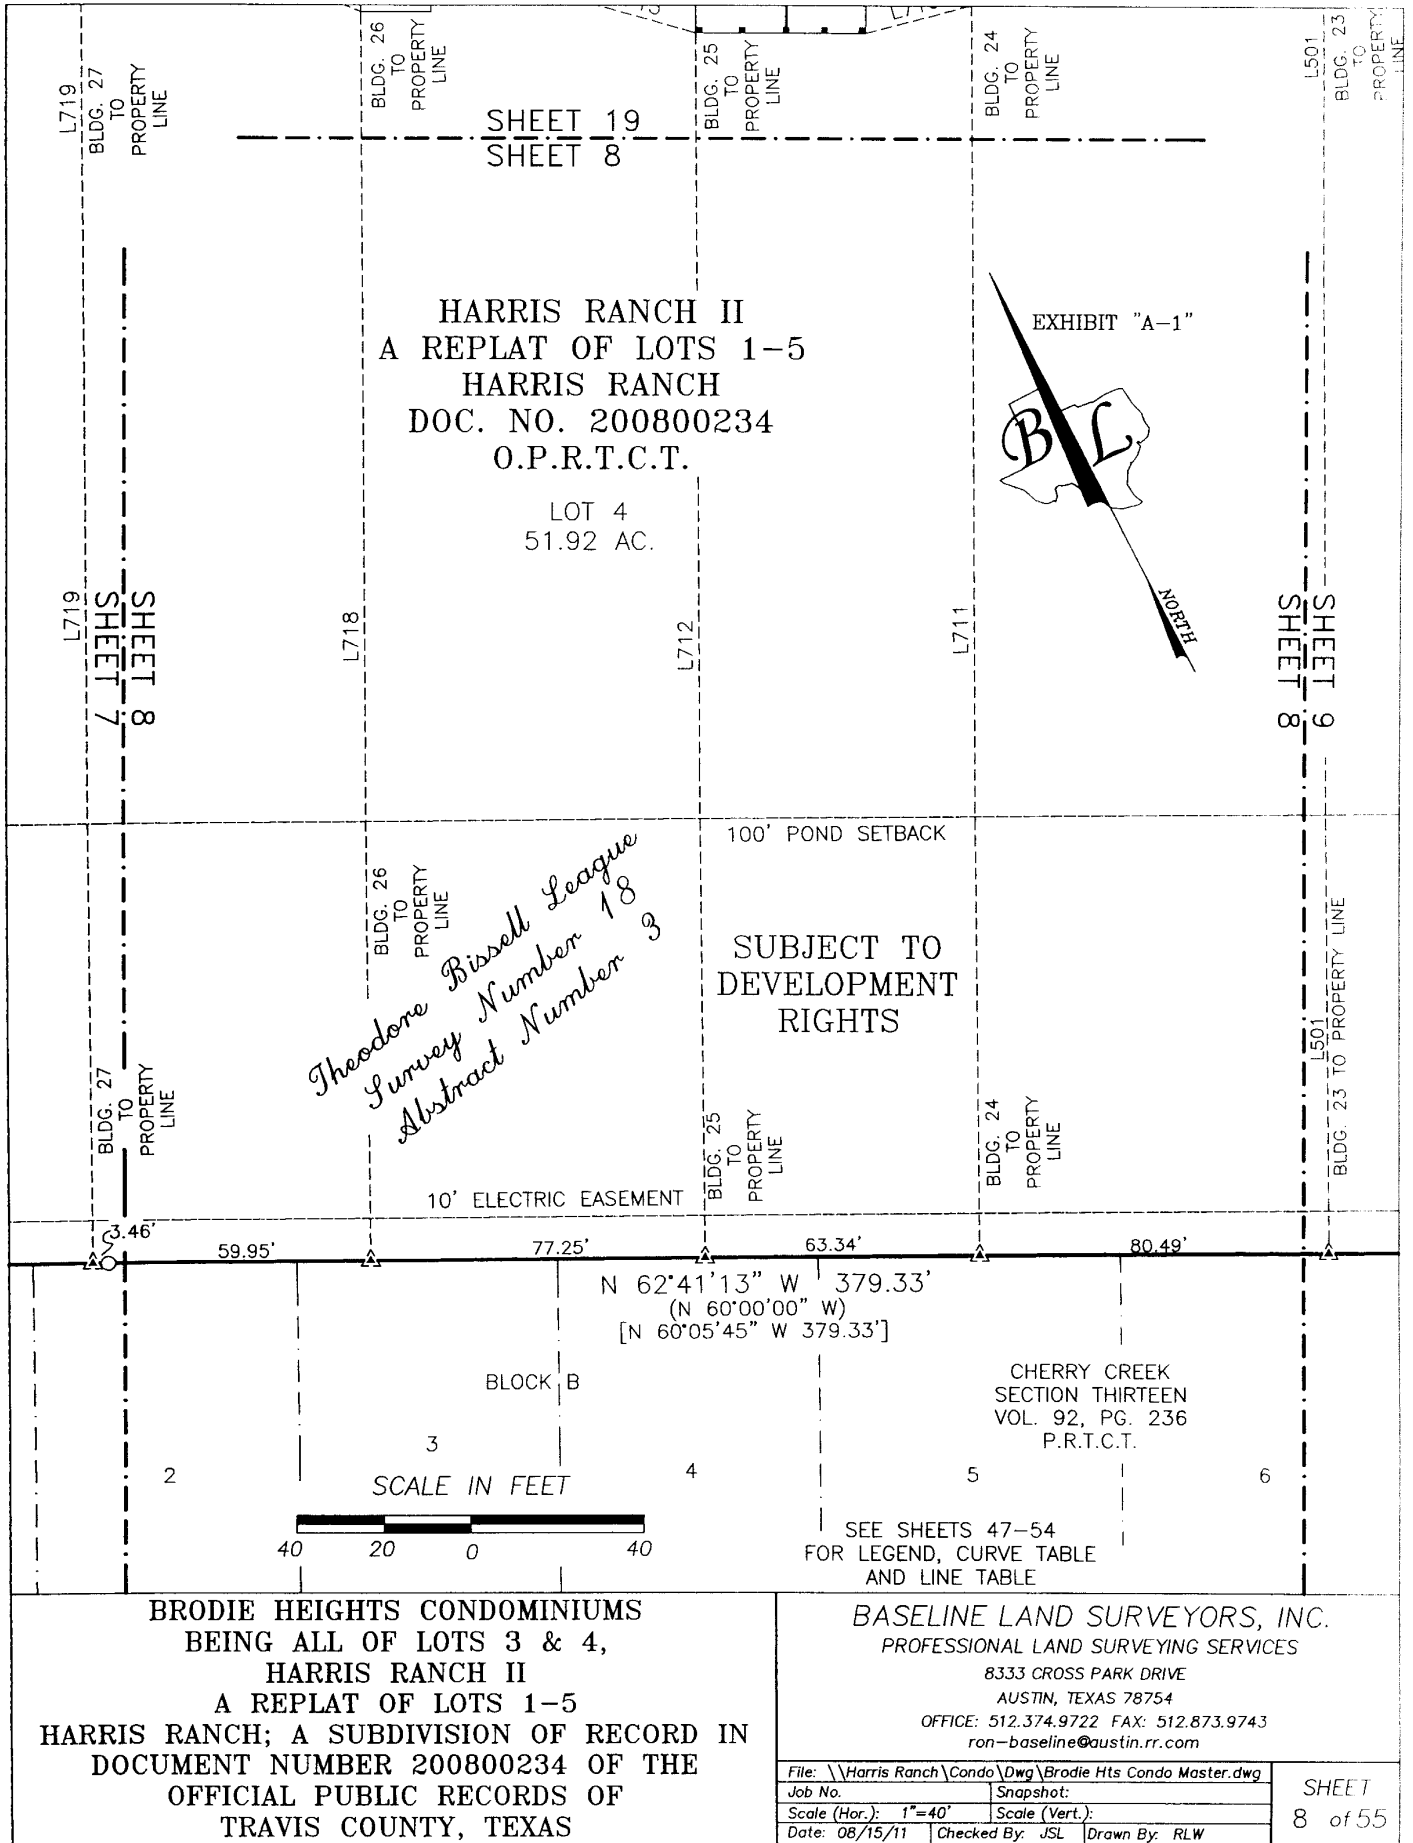 L719
BLDG. 27
TO
PROPERTY
LINE
BLDG. 26
TO
PROPERTY
LINE
BLDG. 25
TO
PROPERTY
LINE
BLDG. 24
TO
PROPERTY
LINE
L501
BLDG. 23
TO
PROPERTY
LINE
SHEET 19
SHEET 8
HARRIS RANCH II
A REPLAT OF LOTS 1-5
HARRIS RANCH
DOC. NO. 200800234
O.P.R.T.C.T.
LOT 4
51.92 AC.
EXHIBIT "A-1"
B L
NORTH
L719
SHEET 7
SHEET 8
L718
L712
L711
SHEET 8
SHEET 9
100' POND SETBACK
BLDG. 26
TO
PROPERTY
LINE
Theodore Bissell League
Survey Number 18
Abstract Number 3
SUBJECT TO
DEVELOPMENT
RIGHTS
L501
BLDG. 23 TO PROPERTY LINE
BLDG. 27
TO
PROPERTY
LINE
BLDG. 25
TO
PROPERTY
LINE
BLDG. 24
TO
PROPERTY
LINE
10' ELECTRIC EASEMENT
3.46'
59.95'
77.25'
63.34'
80.49'
N 62°41'13" W 379.33'
(N 60°00'00" W)
[N 60°05'45" W 379.33']
BLOCK B
CHERRY CREEK
SECTION THIRTEEN
VOL. 92, PG. 236
P.R.T.C.T.
2
3
4
5
6
SCALE IN FEET
40 20 0 40
SEE SHEETS 47-54
FOR LEGEND, CURVE TABLE
AND LINE TABLE
BRODIE HEIGHTS CONDOMINIUMS
BEING ALL OF LOTS 3 & 4,
HARRIS RANCH II
A REPLAT OF LOTS 1-5
HARRIS RANCH; A SUBDIVISION OF RECORD IN
DOCUMENT NUMBER 200800234 OF THE
OFFICIAL PUBLIC RECORDS OF
TRAVIS COUNTY, TEXAS
BASELINE LAND SURVEYORS, INC.
PROFESSIONAL LAND SURVEYING SERVICES
8333 CROSS PARK DRIVE
AUSTIN, TEXAS 78754
OFFICE: 512.374.9722 FAX: 512.873.9743
ron-baseline@austin.rr.com
File: \\Harris Ranch\Condo\Dwg\Brodie Hts Condo Master.dwg
Job No. Snapshot:
Scale (Hor.): 1"=40' Scale (Vert.):
Date: 08/15/11 Checked By: JSL Drawn By: RLW
SHEET
8 of 55